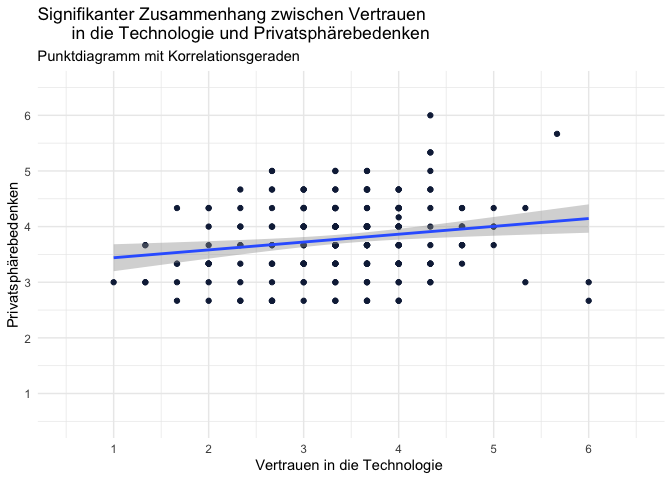 Signifikanter Zusammenhang zwischen Vertrauen
in die Technologie und Privatsphärebedenken
Punktdiagramm mit Korrelationsgeraden
Privatsphärebedenken
6
5
4
3
2
1
1 2 3 4 5 6
Vertrauen in die Technologie